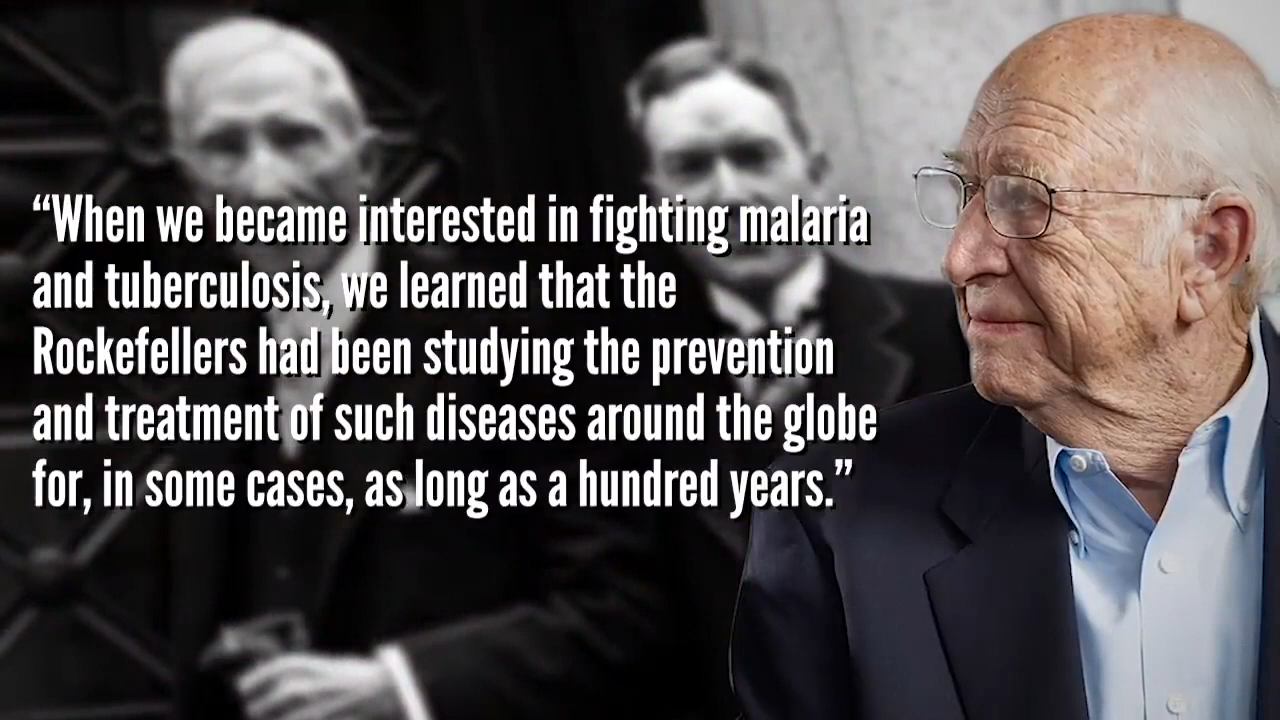 “When we became interested in fighting malaria
and tuberculosis, we learned that the
Rockefellers had been studying the prevention
and treatment of such diseases around the globe
for, in some cases, as long as a hundred years.”